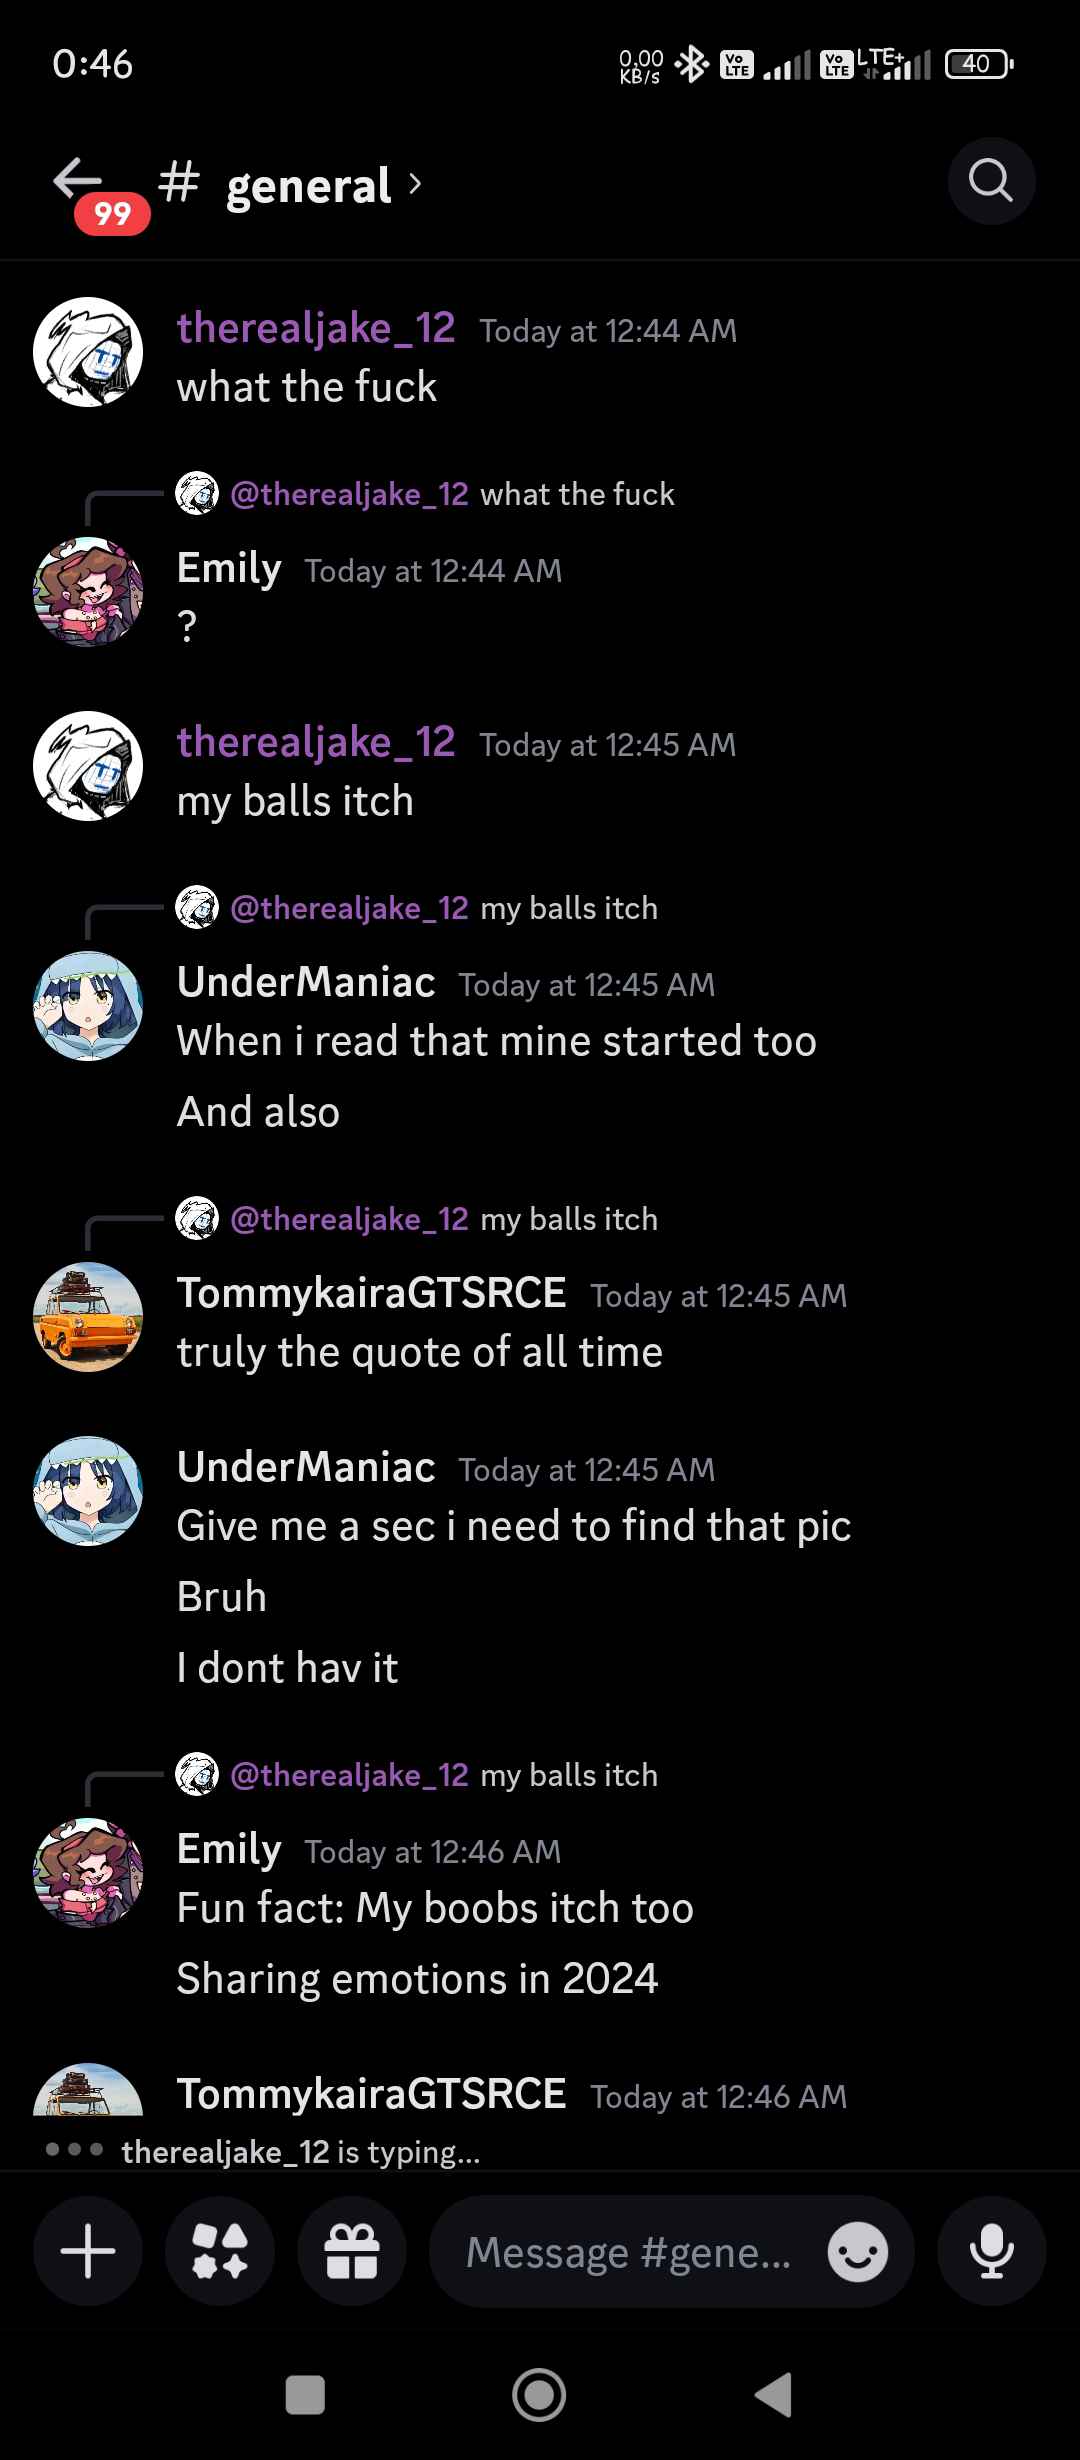 0:46
0,00
KB/s
Vo
LTE
Vo
LTE
LTE+
40
99
# general
therealjake_12 Today at 12:44 AM
what the fuck
@therealjake_12 what the fuck
Emily Today at 12:44 AM
?
therealjake_12 Today at 12:45 AM
my balls itch
@therealjake_12 my balls itch
UnderManiac Today at 12:45 AM
When i read that mine started too
And also
@therealjake_12 my balls itch
TommykairaGTSRCE Today at 12:45 AM
truly the quote of all time
UnderManiac Today at 12:45 AM
Give me a sec i need to find that pic
Bruh
I dont hav it
@therealjake_12 my balls itch
Emily Today at 12:46 AM
Fun fact: My boobs itch too
Sharing emotions in 2024
TommykairaGTSRCE Today at 12:46 AM
therealjake_12 is typing...
Message #gene...